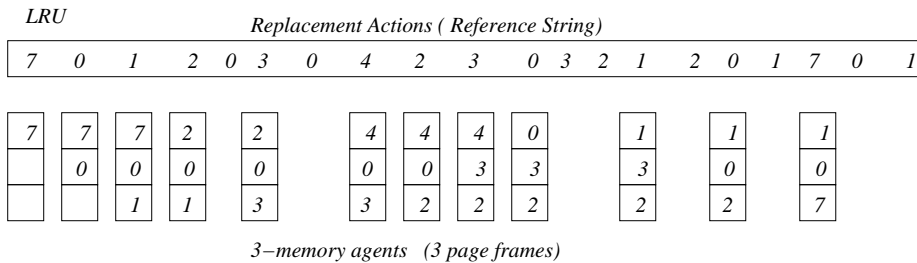 LRU
Replacement Actions ( Reference String)
7 0 1 2 0 3 0 4 2 3 0 3 2 1 2 0 1 7 0 1
7 7 7 2 2 4 4 4 0 1 1 1
0 0 0 0 0 0 3 3 3 0 0
1 1 3 3 2 2 2 2 2 7
3−memory agents (3 page frames)